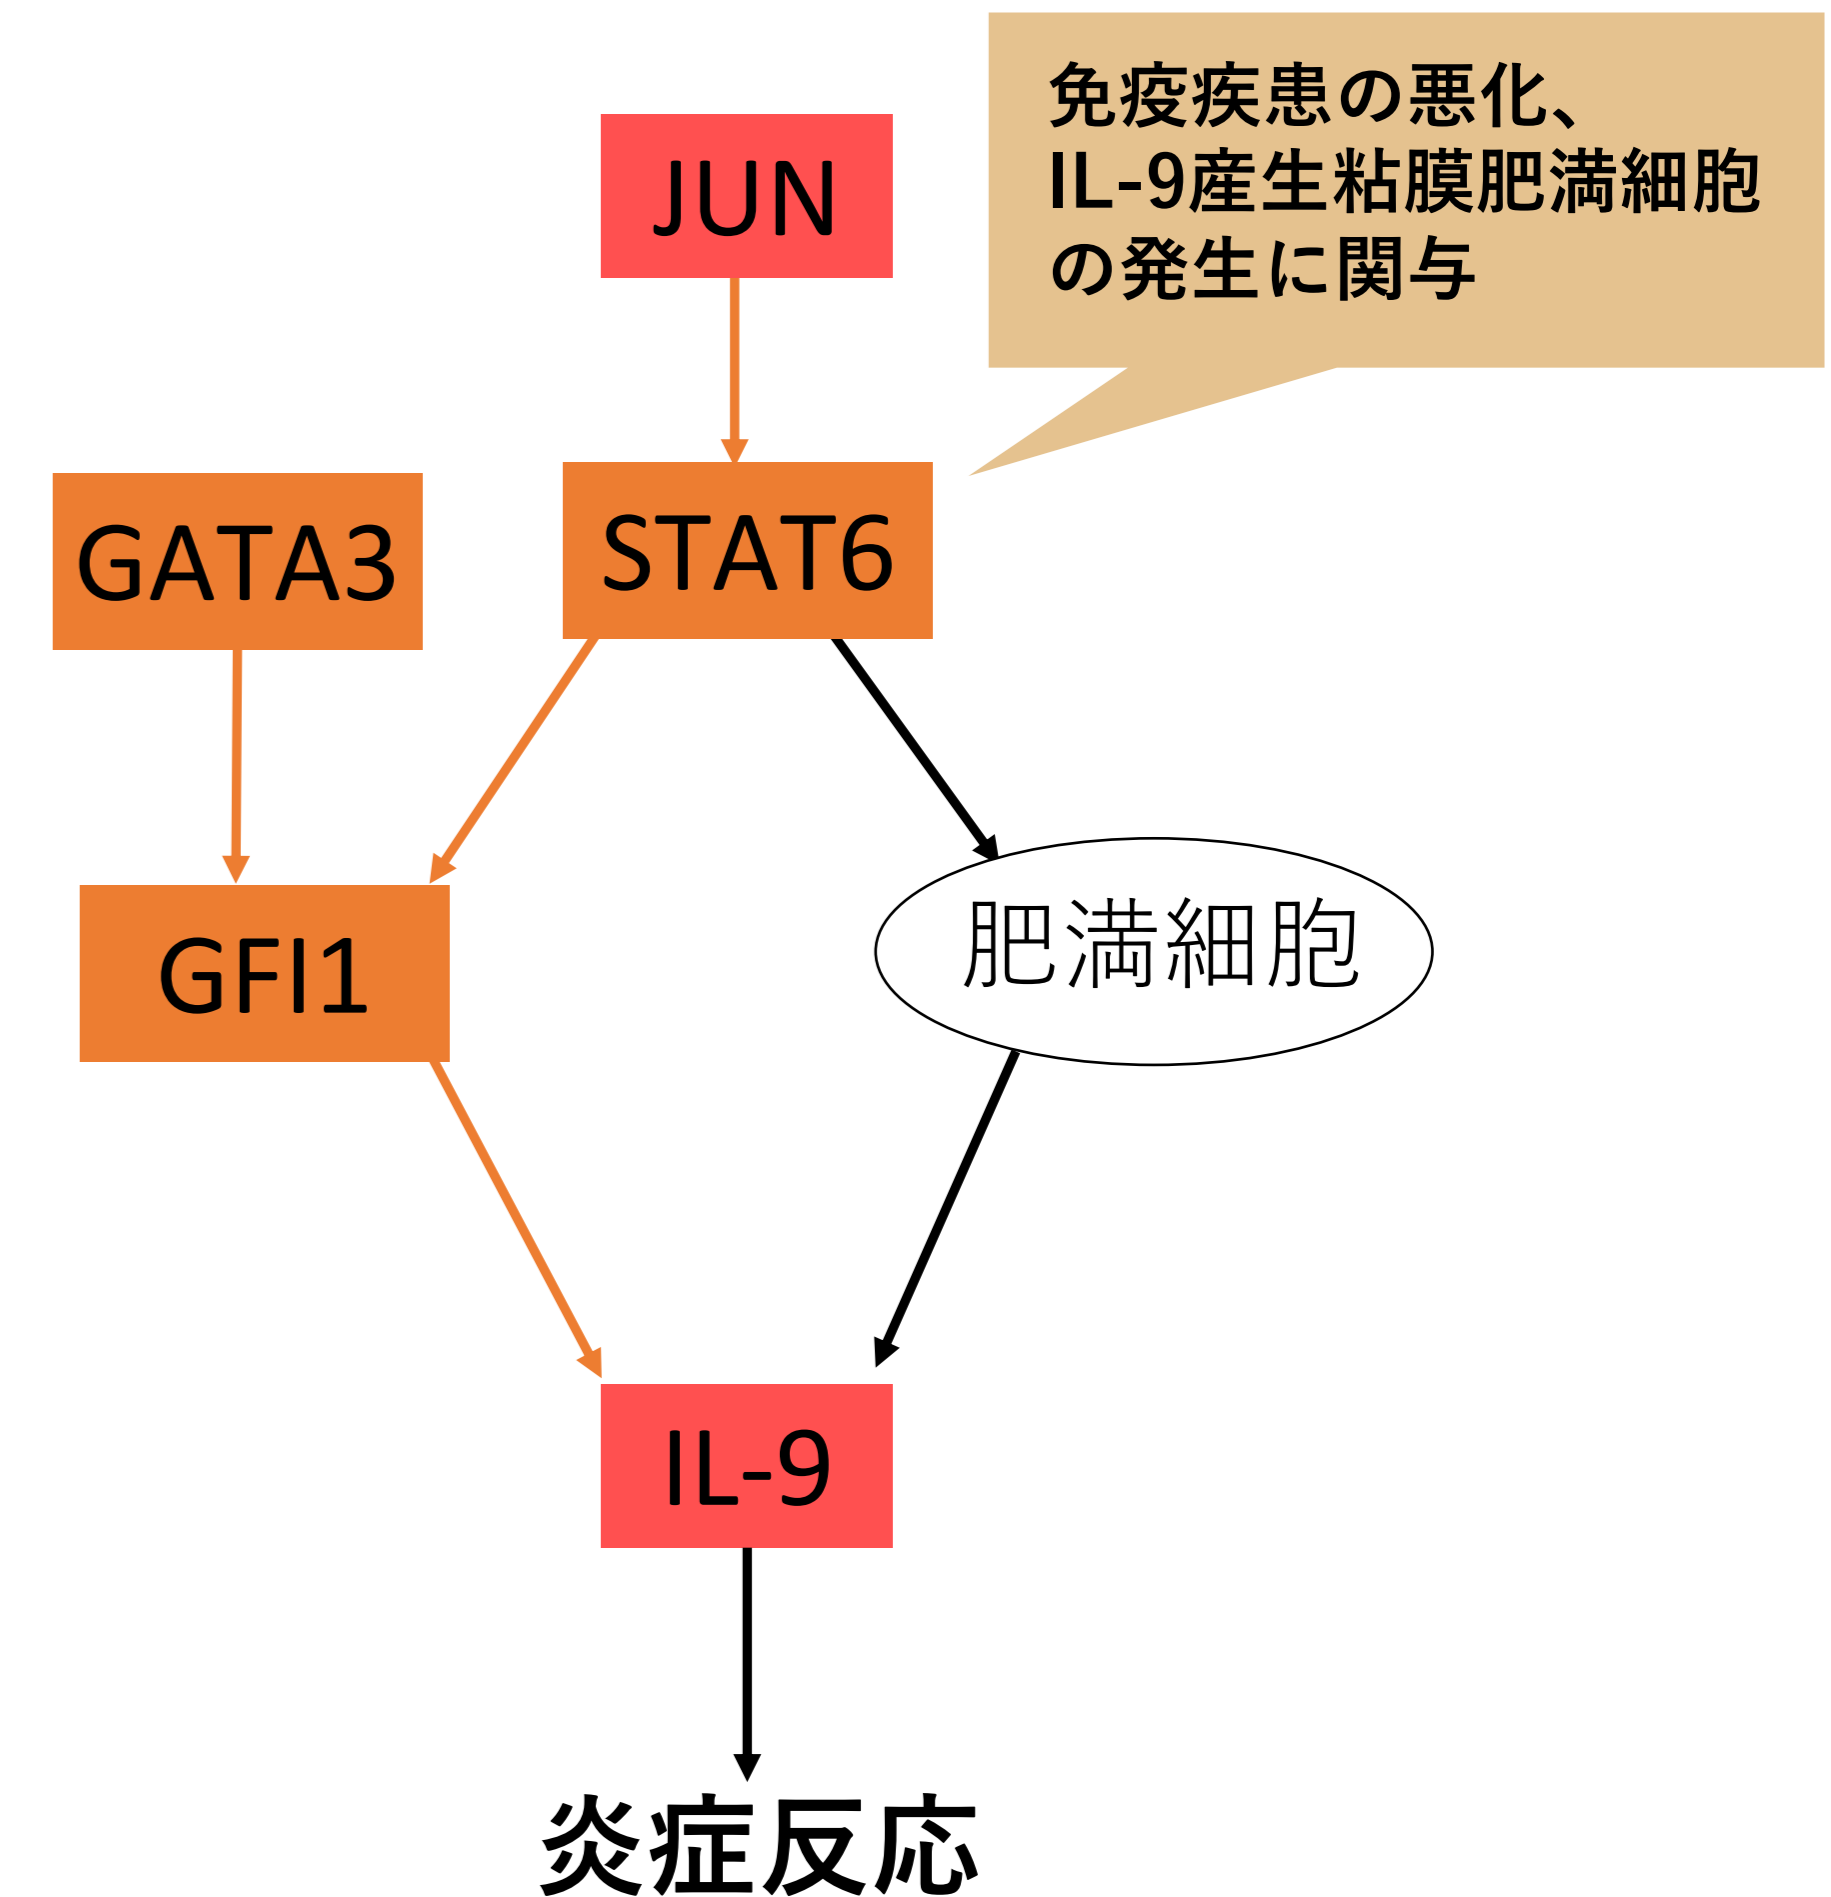 免疫疾患の悪化、
IL-9産生粘膜肥満細胞
の発生に関与
JUN
GATA3
STAT6
GFI1
肥満細胞
IL-9
炎症反応